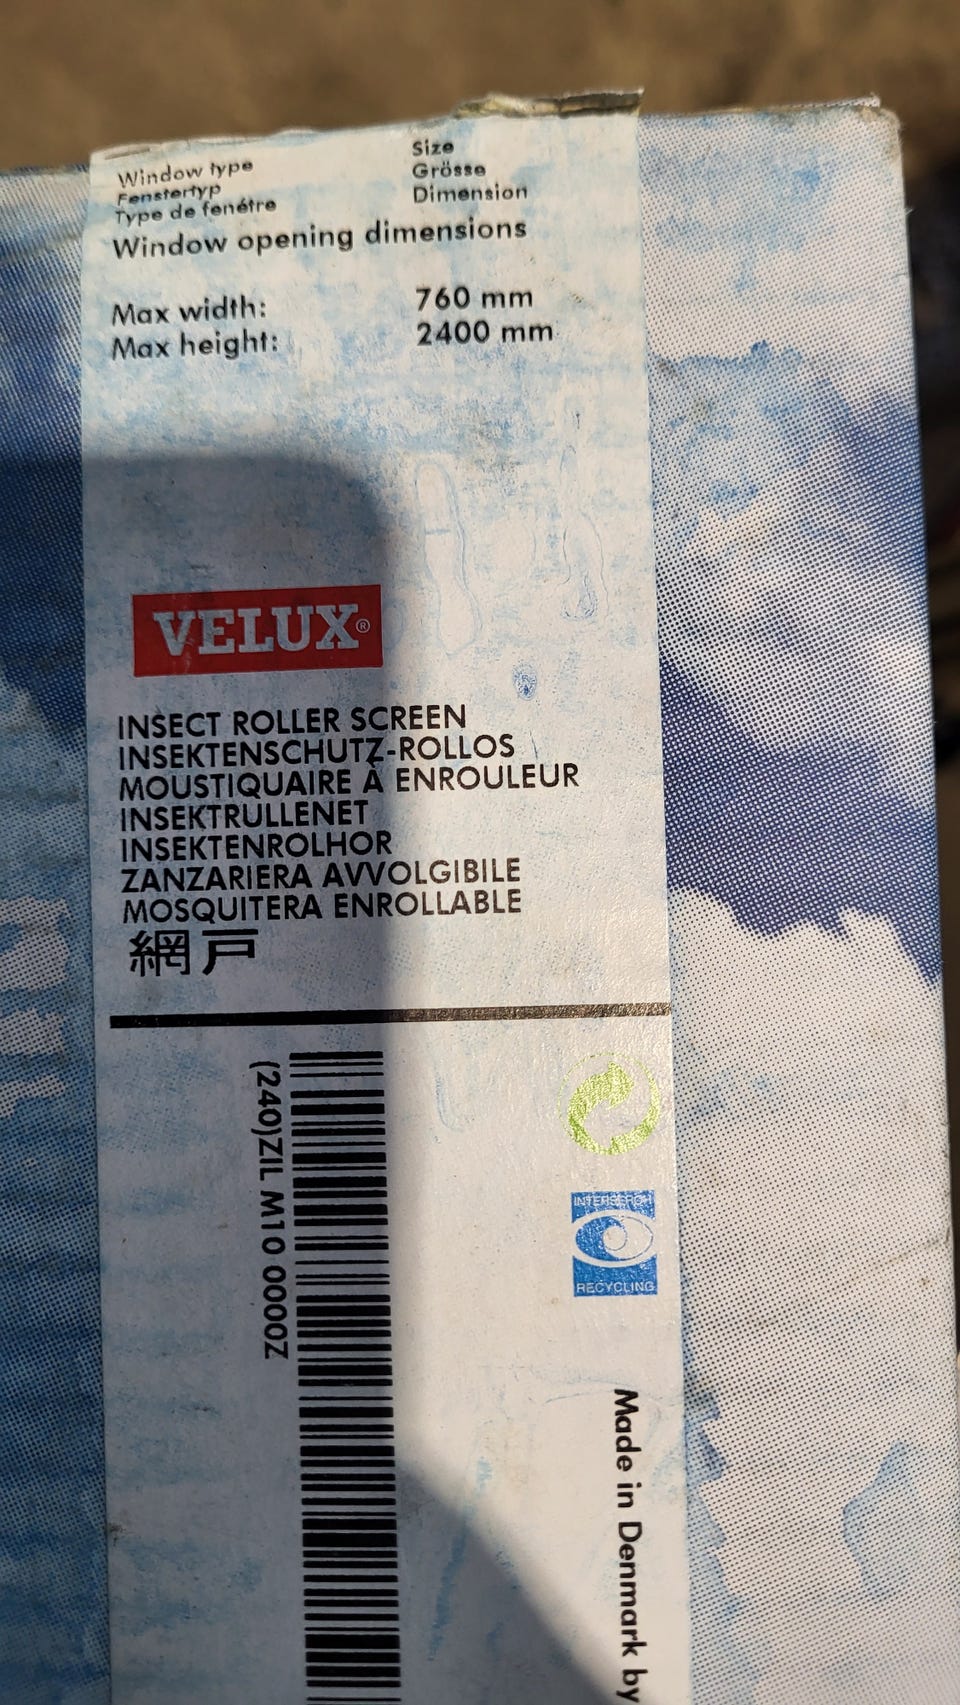 Window type
Fenstertyp
Type de fenétre
Size
Grösse
Dimension
Window opening dimensions
Max width: 760 mm
Max height: 2400 mm
VELUX®
INSECT ROLLER SCREEN
INSEKTENSCHUTZ-ROLLOS
MOUSTIQUAIRE À ENROULEUR
INSEKTRULLENET
INSEKTENROLHOR
ZANZARIERA AVVOLGIBILE
MOSQUITERA ENROLLABLE
網戸
(240)ZIL M10 0000Z
INTERSEROH
RECYCLING
Made in Denmark by